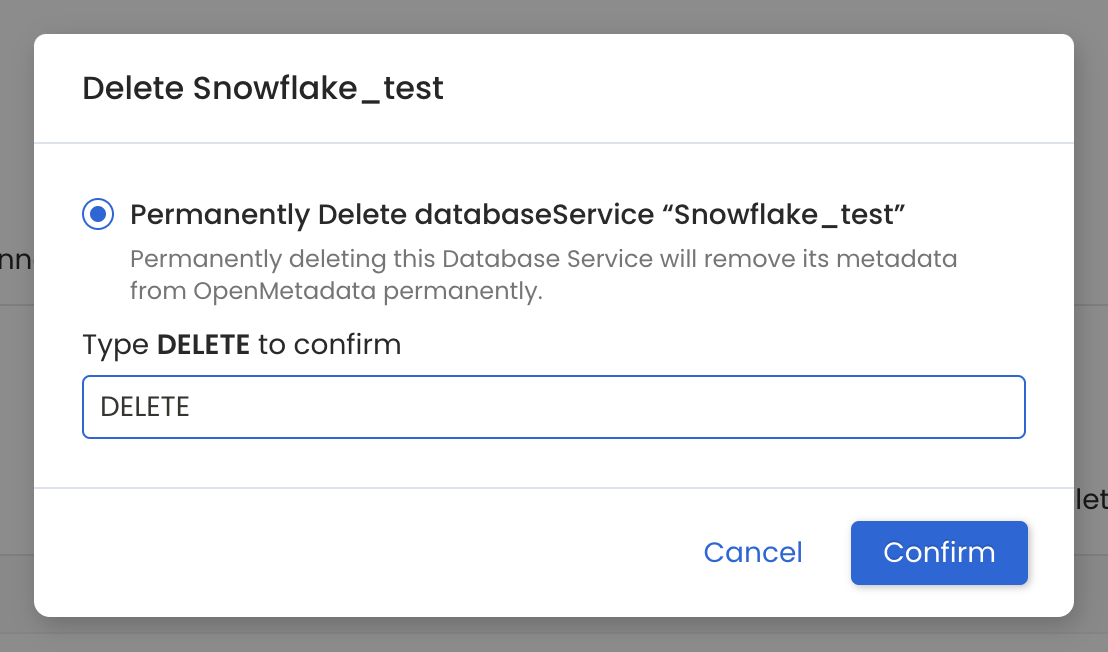 Delete Snowflake_test
Permanently Delete databaseService “Snowflake_test”
Permanently deleting this Database Service will remove its metadata
from OpenMetadata permanently.
Type DELETE to confirm
DELETE
Cancel Confirm